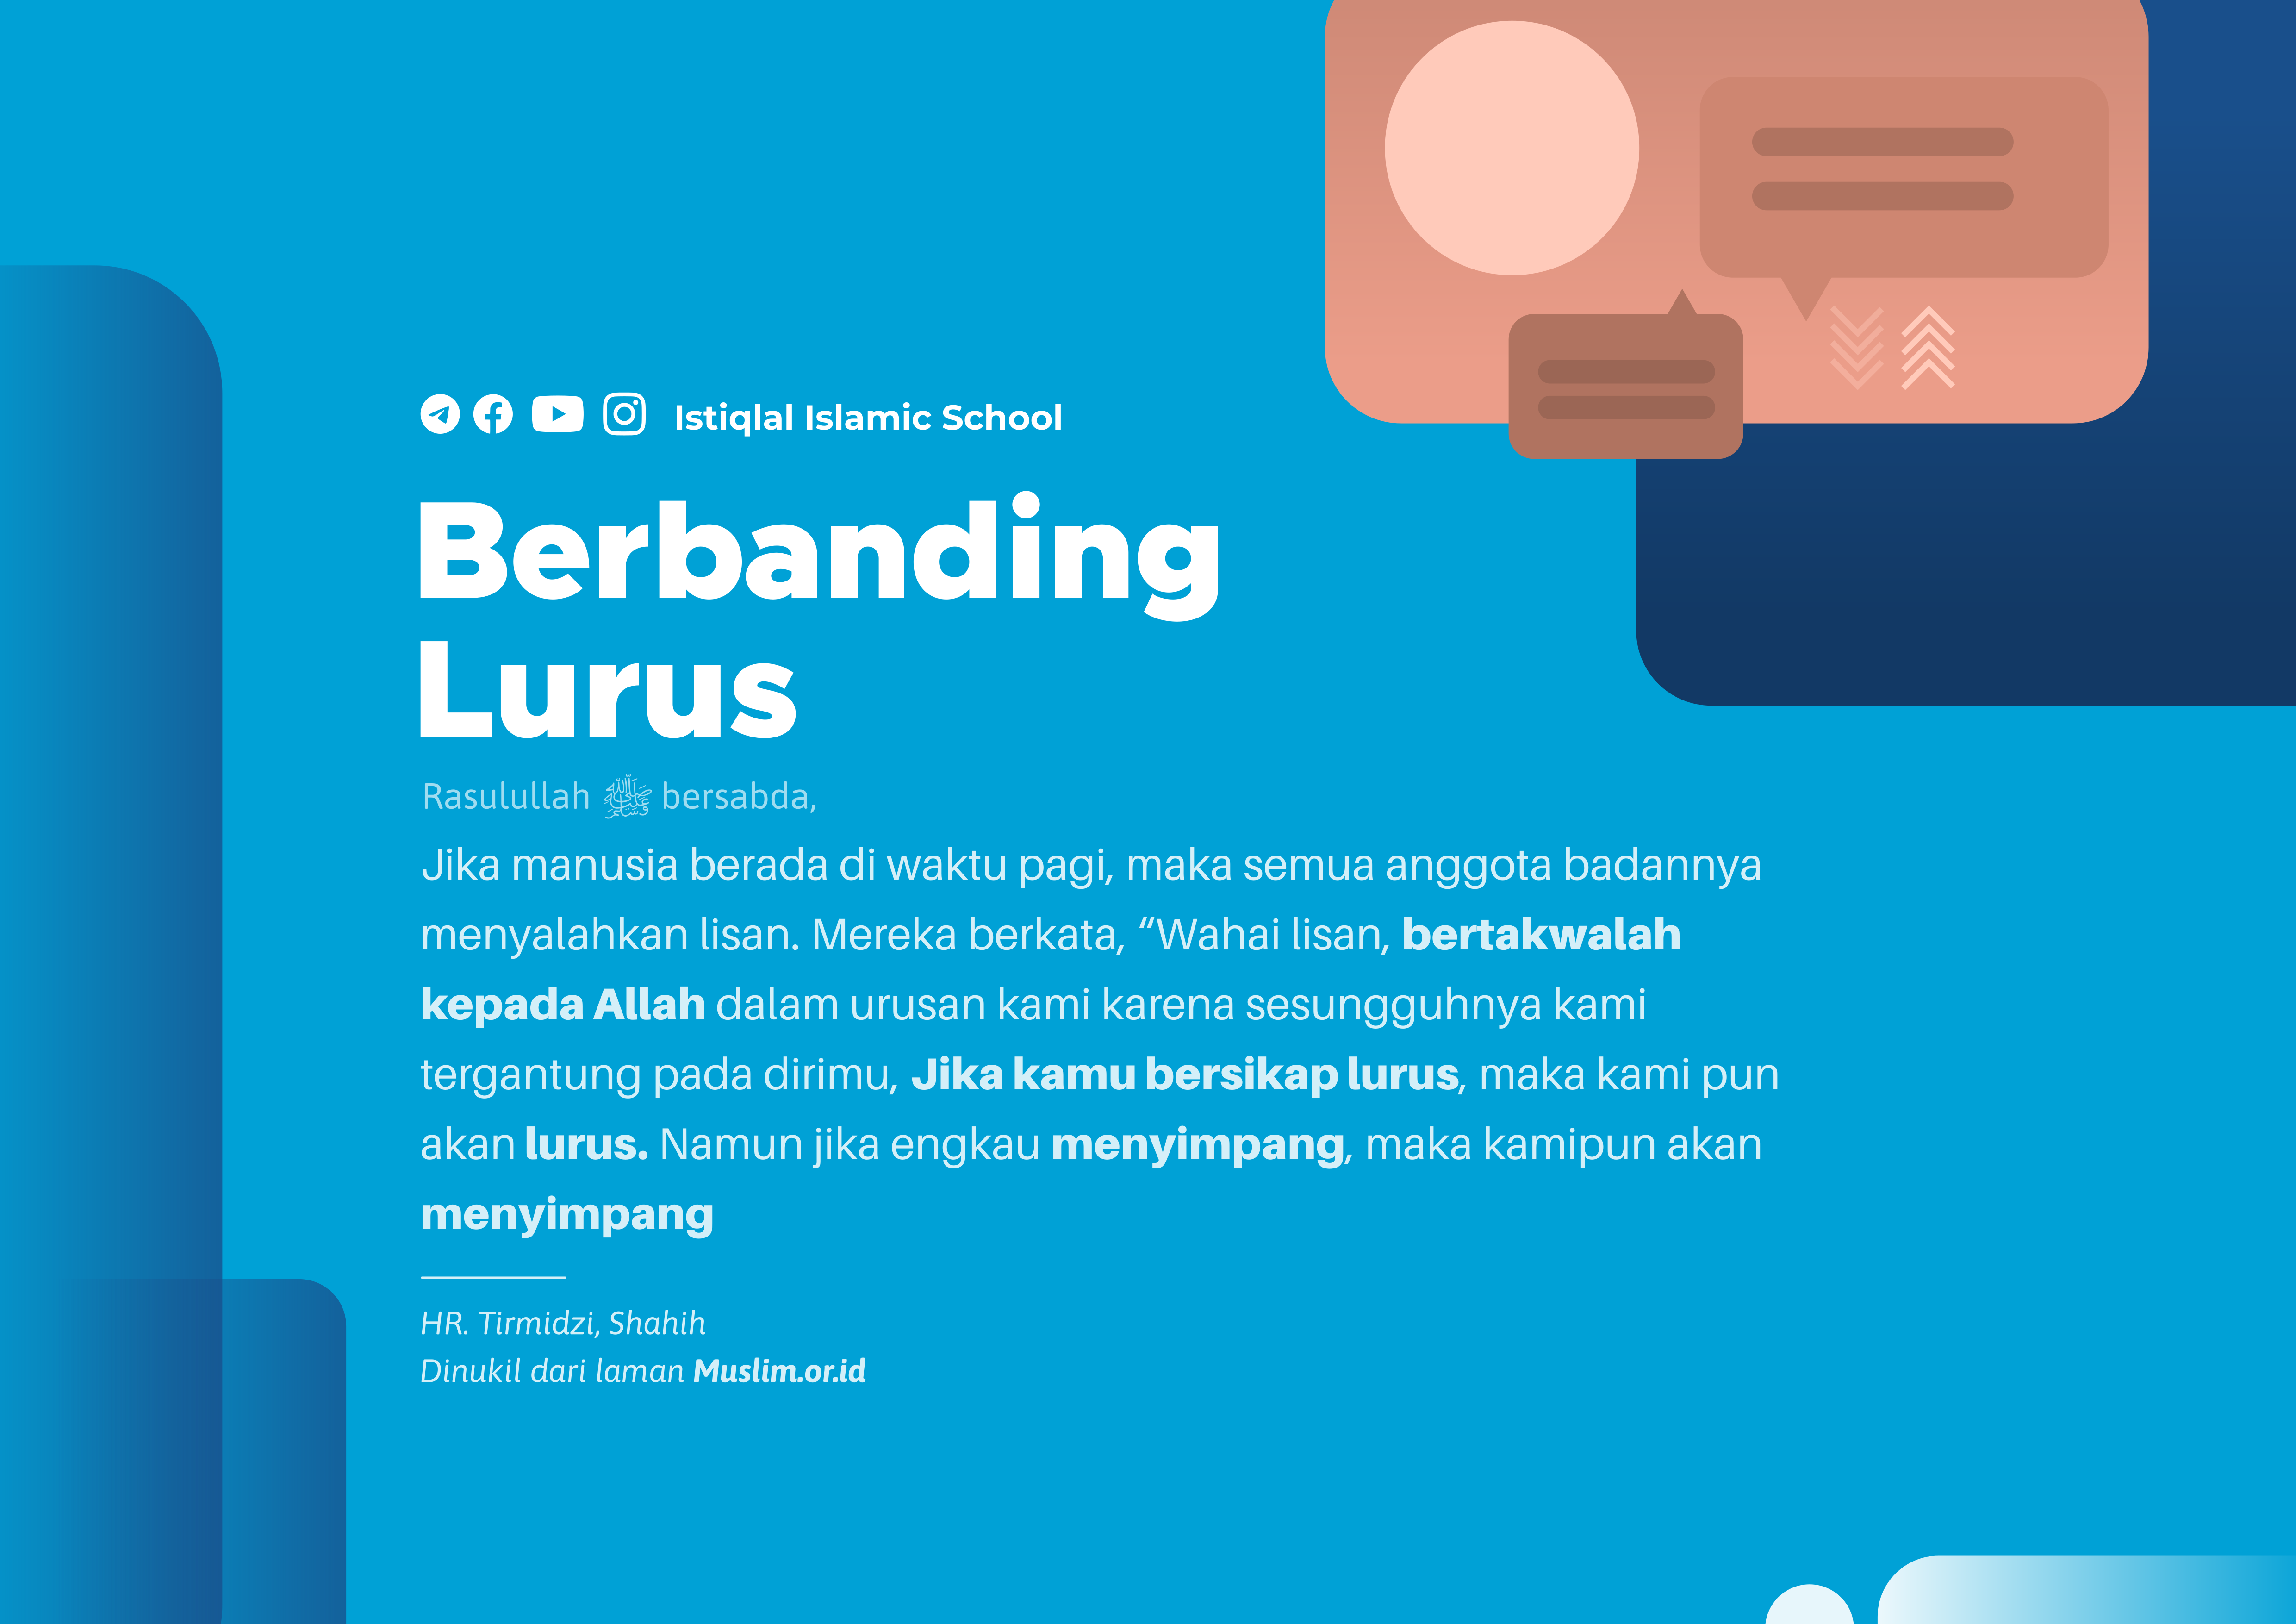 Istiqlal Islamic School
Berbanding
Lurus
Rasulullah ﷺ bersabda,
Jika manusia berada di waktu pagi, maka semua anggota badannya
menyalahkan lisan. Mereka berkata, “Wahai lisan, bertakwalah
kepada Allah dalam urusan kami karena sesungguhnya kami
tergantung pada dirimu, Jika kamu bersikap lurus, maka kami pun
akan lurus. Namun jika engkau menyimpang, maka kamipun akan
menyimpang
HR. Tirmidzi, Shahih
Dinukil dari laman Muslim.or.id